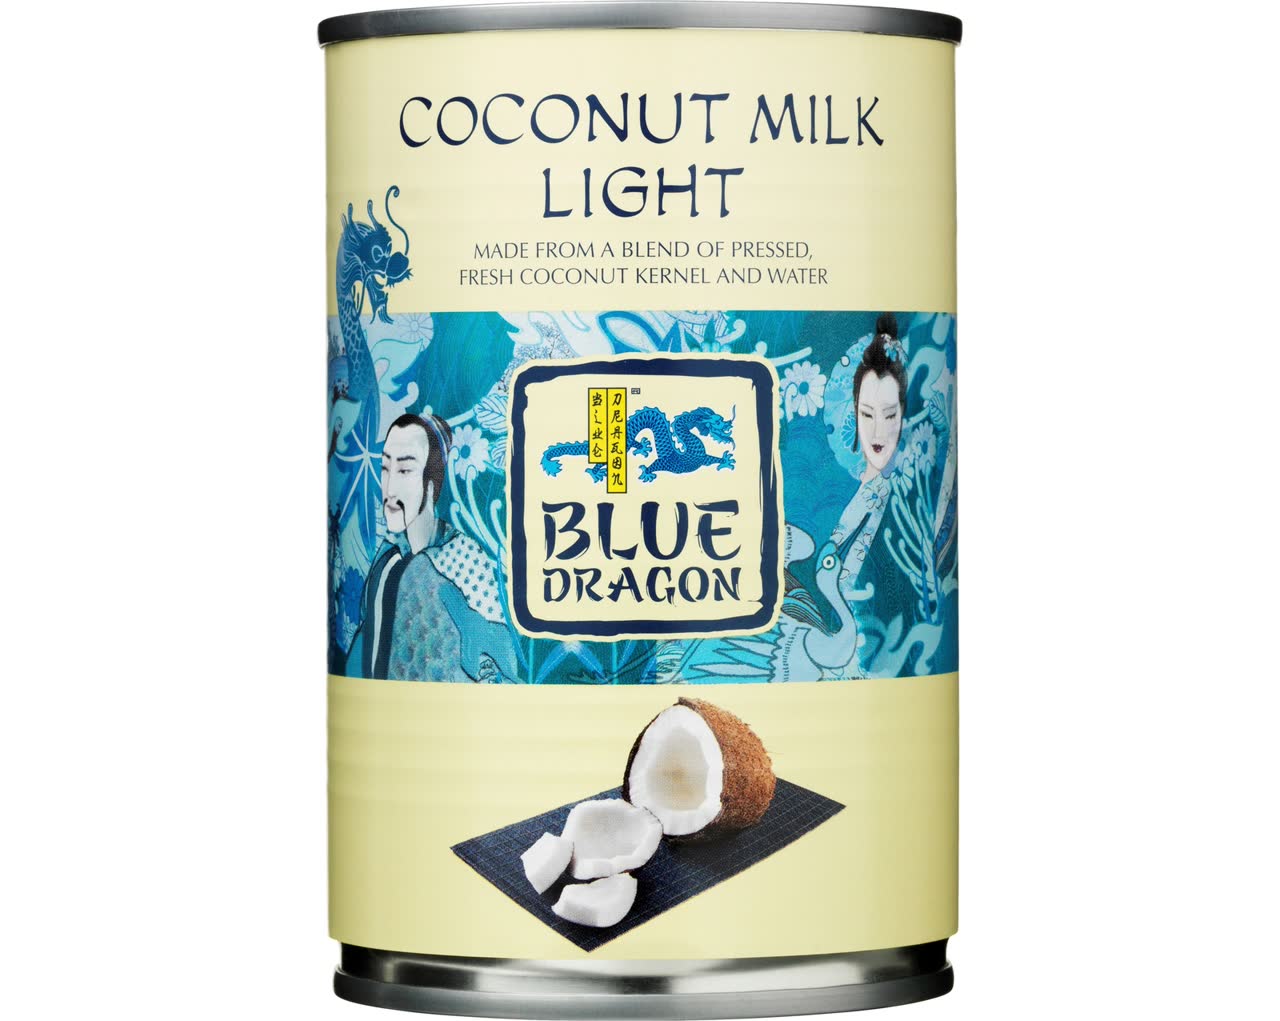 COCONUT MILK
LIGHT
MADE FROM A BLEND OF PRESSED,
FRESH COCONUT KERNEL AND WATER
BLUE
DRAGON